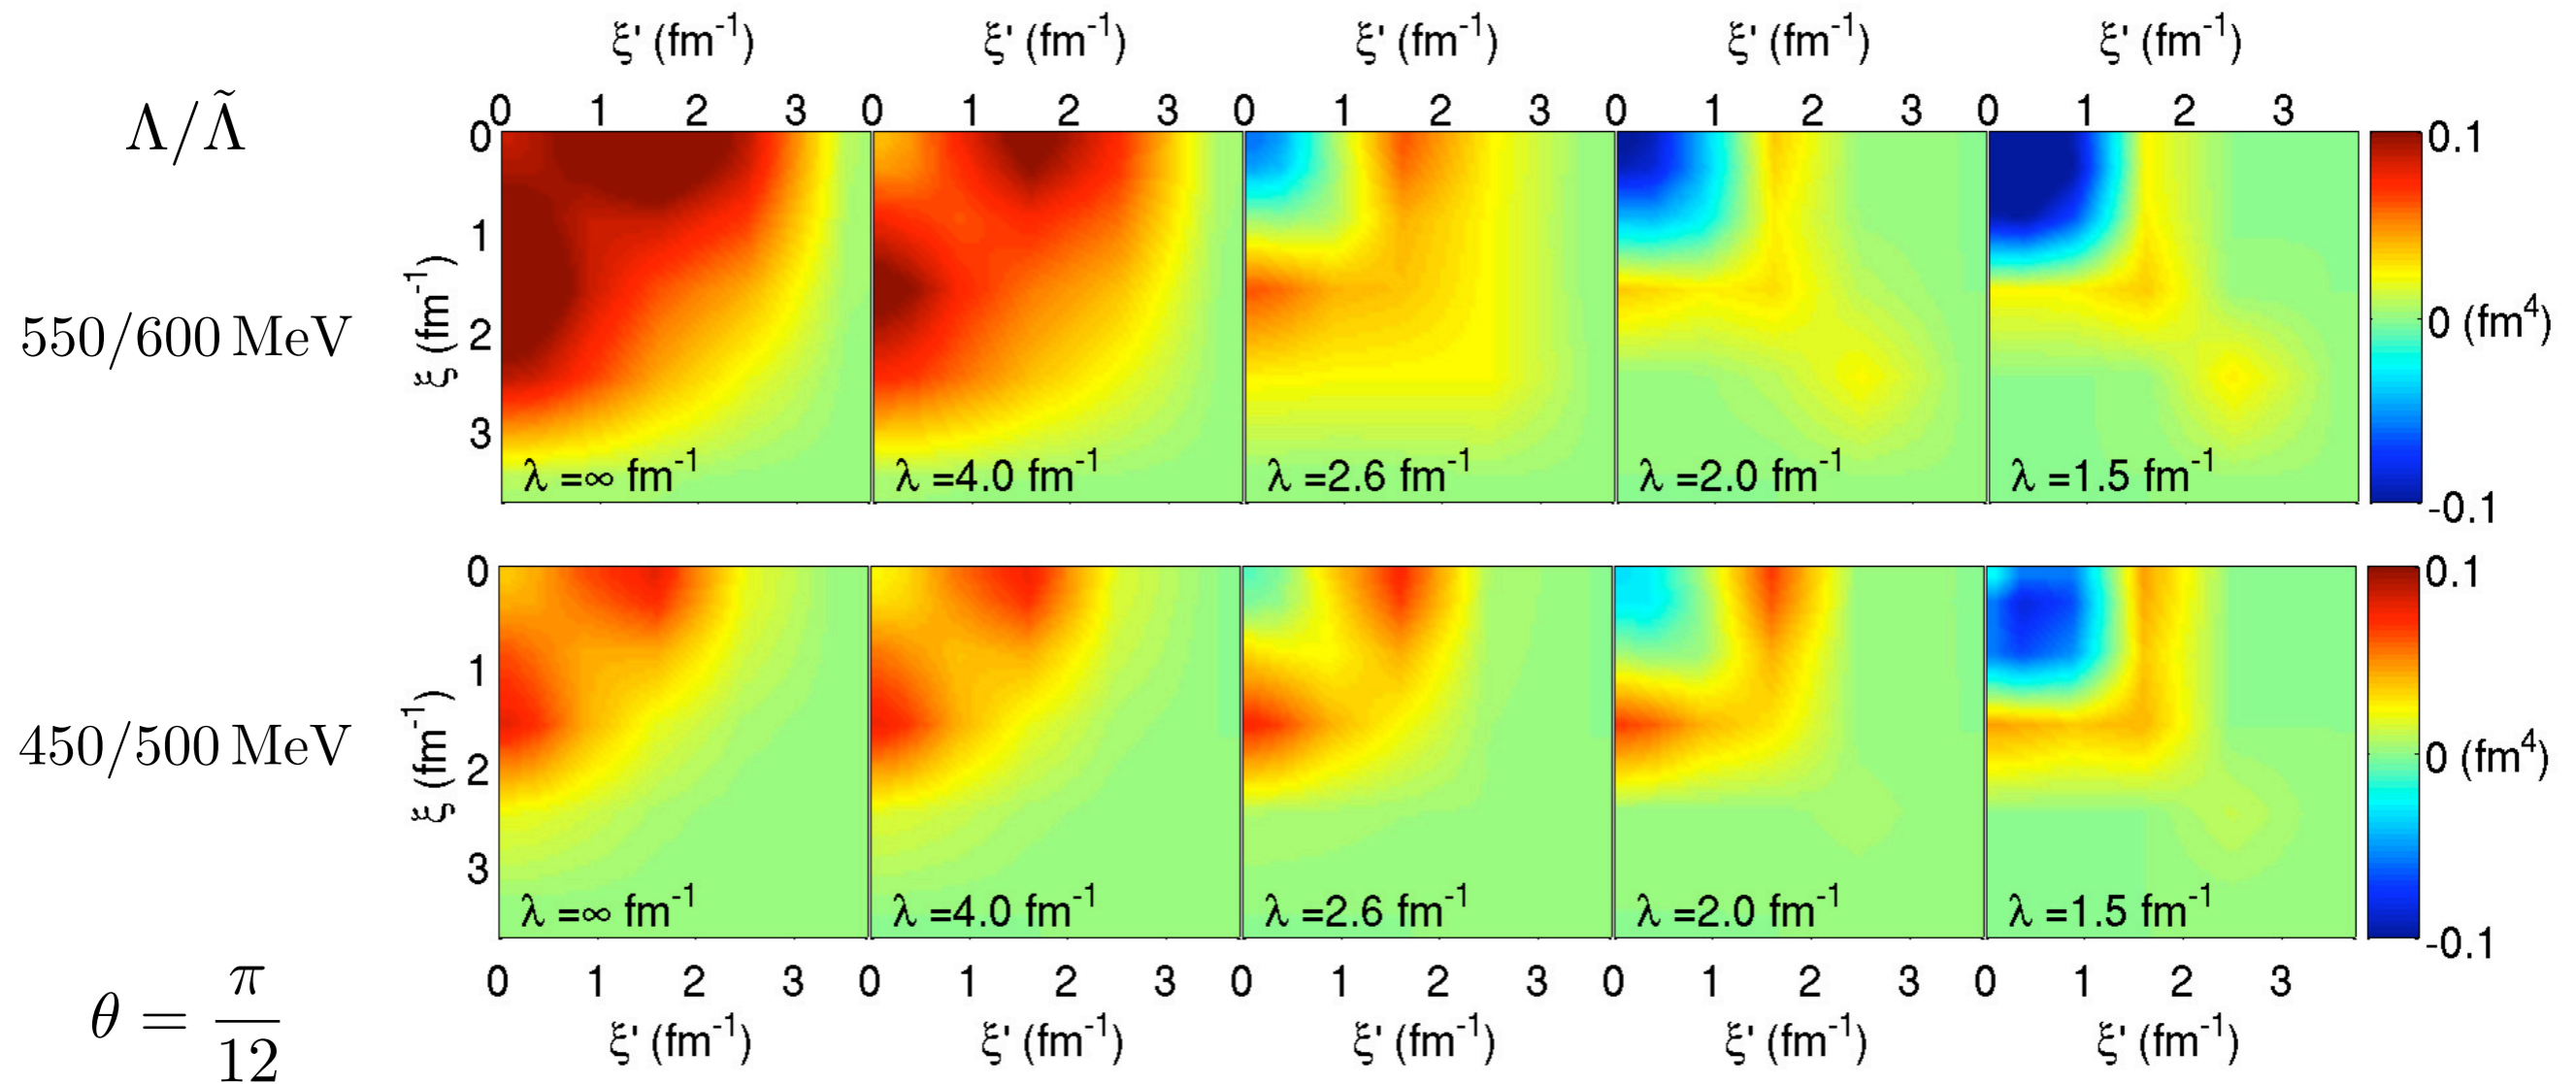 ξ' (fm⁻¹) ξ' (fm⁻¹) ξ' (fm⁻¹) ξ' (fm⁻¹) ξ' (fm⁻¹)
0 1 2 3 0 1 2 3 0 1 2 3 0 1 2 3 0 1 2 3
Λ/Λ̃
550/600 MeV
ξ (fm⁻¹)
0
1
2
3
λ =∞ fm⁻¹ λ =4.0 fm⁻¹ λ =2.6 fm⁻¹ λ =2.0 fm⁻¹ λ =1.5 fm⁻¹
0.1
0 (fm⁴)
-0.1
450/500 MeV
ξ (fm⁻¹)
0
1
2
3
λ =∞ fm⁻¹ λ =4.0 fm⁻¹ λ =2.6 fm⁻¹ λ =2.0 fm⁻¹ λ =1.5 fm⁻¹
0.1
0 (fm⁴)
-0.1
0 1 2 3 0 1 2 3 0 1 2 3 0 1 2 3 0 1 2 3
ξ' (fm⁻¹) ξ' (fm⁻¹) ξ' (fm⁻¹) ξ' (fm⁻¹) ξ' (fm⁻¹)
θ = π/12